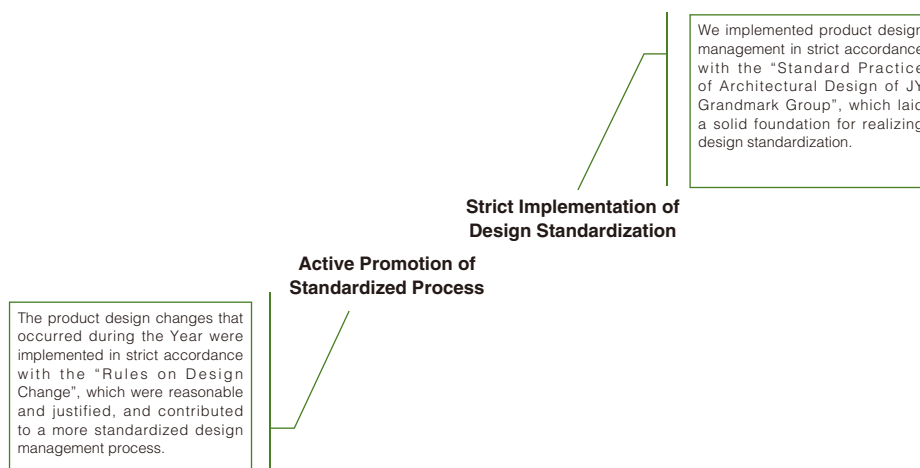 We implemented product design
management in strict accordance
with the “Standard Practice
of Architectural Design of JY
Grandmark Group”, which laid
a solid foundation for realizing
design standardization.
Strict Implementation of
Design Standardization
Active Promotion of
Standardized Process
The product design changes that
occurred during the Year were
implemented in strict accordance
with the “Rules on Design
Change”, which were reasonable
and justified, and contributed
to a more standardized design
management process.